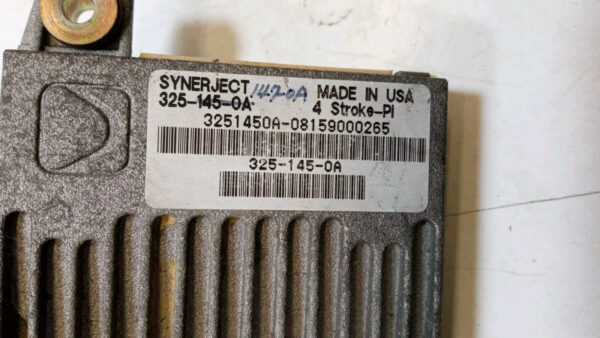 SYNERJECT 147-0A MADE IN USA
325-145-0A 4 Stroke-PI
3251450A-08159000265
325-145-0A